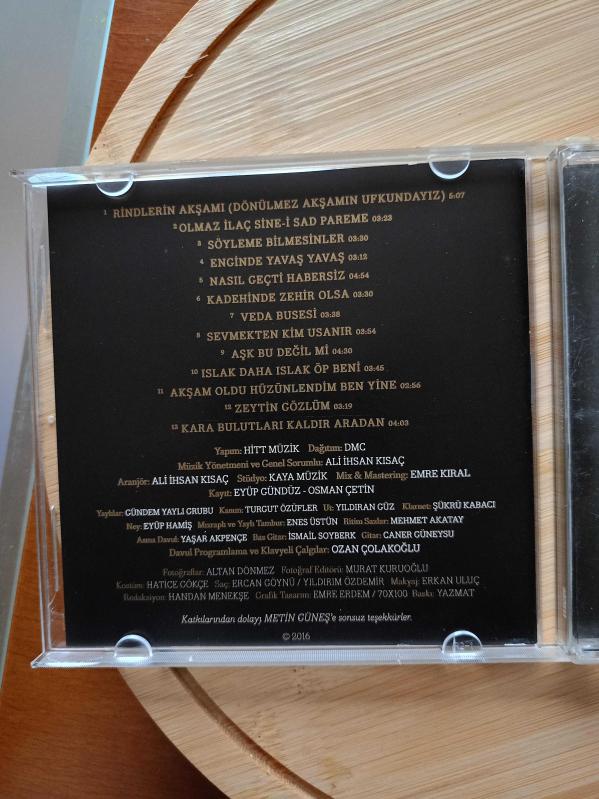 1 RİNDLERİN AKŞAMI (DÖNÜLMEZ AKŞAMIN UFKUNDAYIZ) 5:07
2 OLMAZ İLAÇ SİNE-İ SAD PAREME 03:23
3 SÖYLEME BİLMESİNLER 03:30
4 ENGİNDE YAVAŞ YAVAŞ 03:12
5 NASIL GEÇTİ HABERSİZ 04:54
6 KADEHİNDE ZEHİR OLSA 03:30
7 VEDA BUSESİ 03:38
8 SEVMEKTEN KİM USANIR 03:54
9 AŞK BU DEĞİL Mİ 04:30
10 ISLAK DAHA ISLAK ÖP BENİ 03:45
11 AKŞAM OLDU HÜZÜNLENDİM BEN YİNE 02:56
12 ZEYTİN GÖZLÜM 03:19
13 KARA BULUTLARI KALDIR ARADAN 04:03
Yapım: HİTT MÜZİK Dağıtım: DMC
Müzik Yönetmeni ve Genel Sorumlu: ALİ İHSAN KISAÇ
Aranjör: ALİ İHSAN KISAÇ Stüdyo: KAYA MÜZİK Mix & Mastering: EMRE KIRAL
Kayıt: EYÜP GÜNDÜZ - OSMAN ÇETİN
Yaylılar: GÜNDEM YAYLI GRUBU Kanun: TURGUT ÖZÜFLER Ut: YILDIRAN GÜZ Klarnet: ŞÜKRÜ KABACI
Ney: EYÜP HAMİŞ Mızraplı ve Yaylı Tambur: ENES ÜSTÜN Ritim Sazlar: MEHMET AKATAY
Asma Davul: YAŞAR AKPENÇE Bas Gitar: İSMAİL SOYBERK Gitar: CANER GÜNEYSU
Davul Programlama ve Klavyeli Çalgılar: OZAN ÇOLAKOĞLU
Fotoğraflar: ALTAN DÖNMEZ Fotoğraf Editörü: MURAT KURUOĞLU
Kostüm: HATİCE GÖKÇE Saç: ERCAN GÖYNÜ / YILDIRIM ÖZDEMİR Makyaj: ERKAN ULUÇ
Redaksiyon: HANDAN MENEKŞE Grafik Tasarım: EMRE ERDEM / 70X100 Baskı: YAZMAT
Katkılarından dolayı METİN GÜNEŞ'e sonsuz teşekkürler.
© 2016